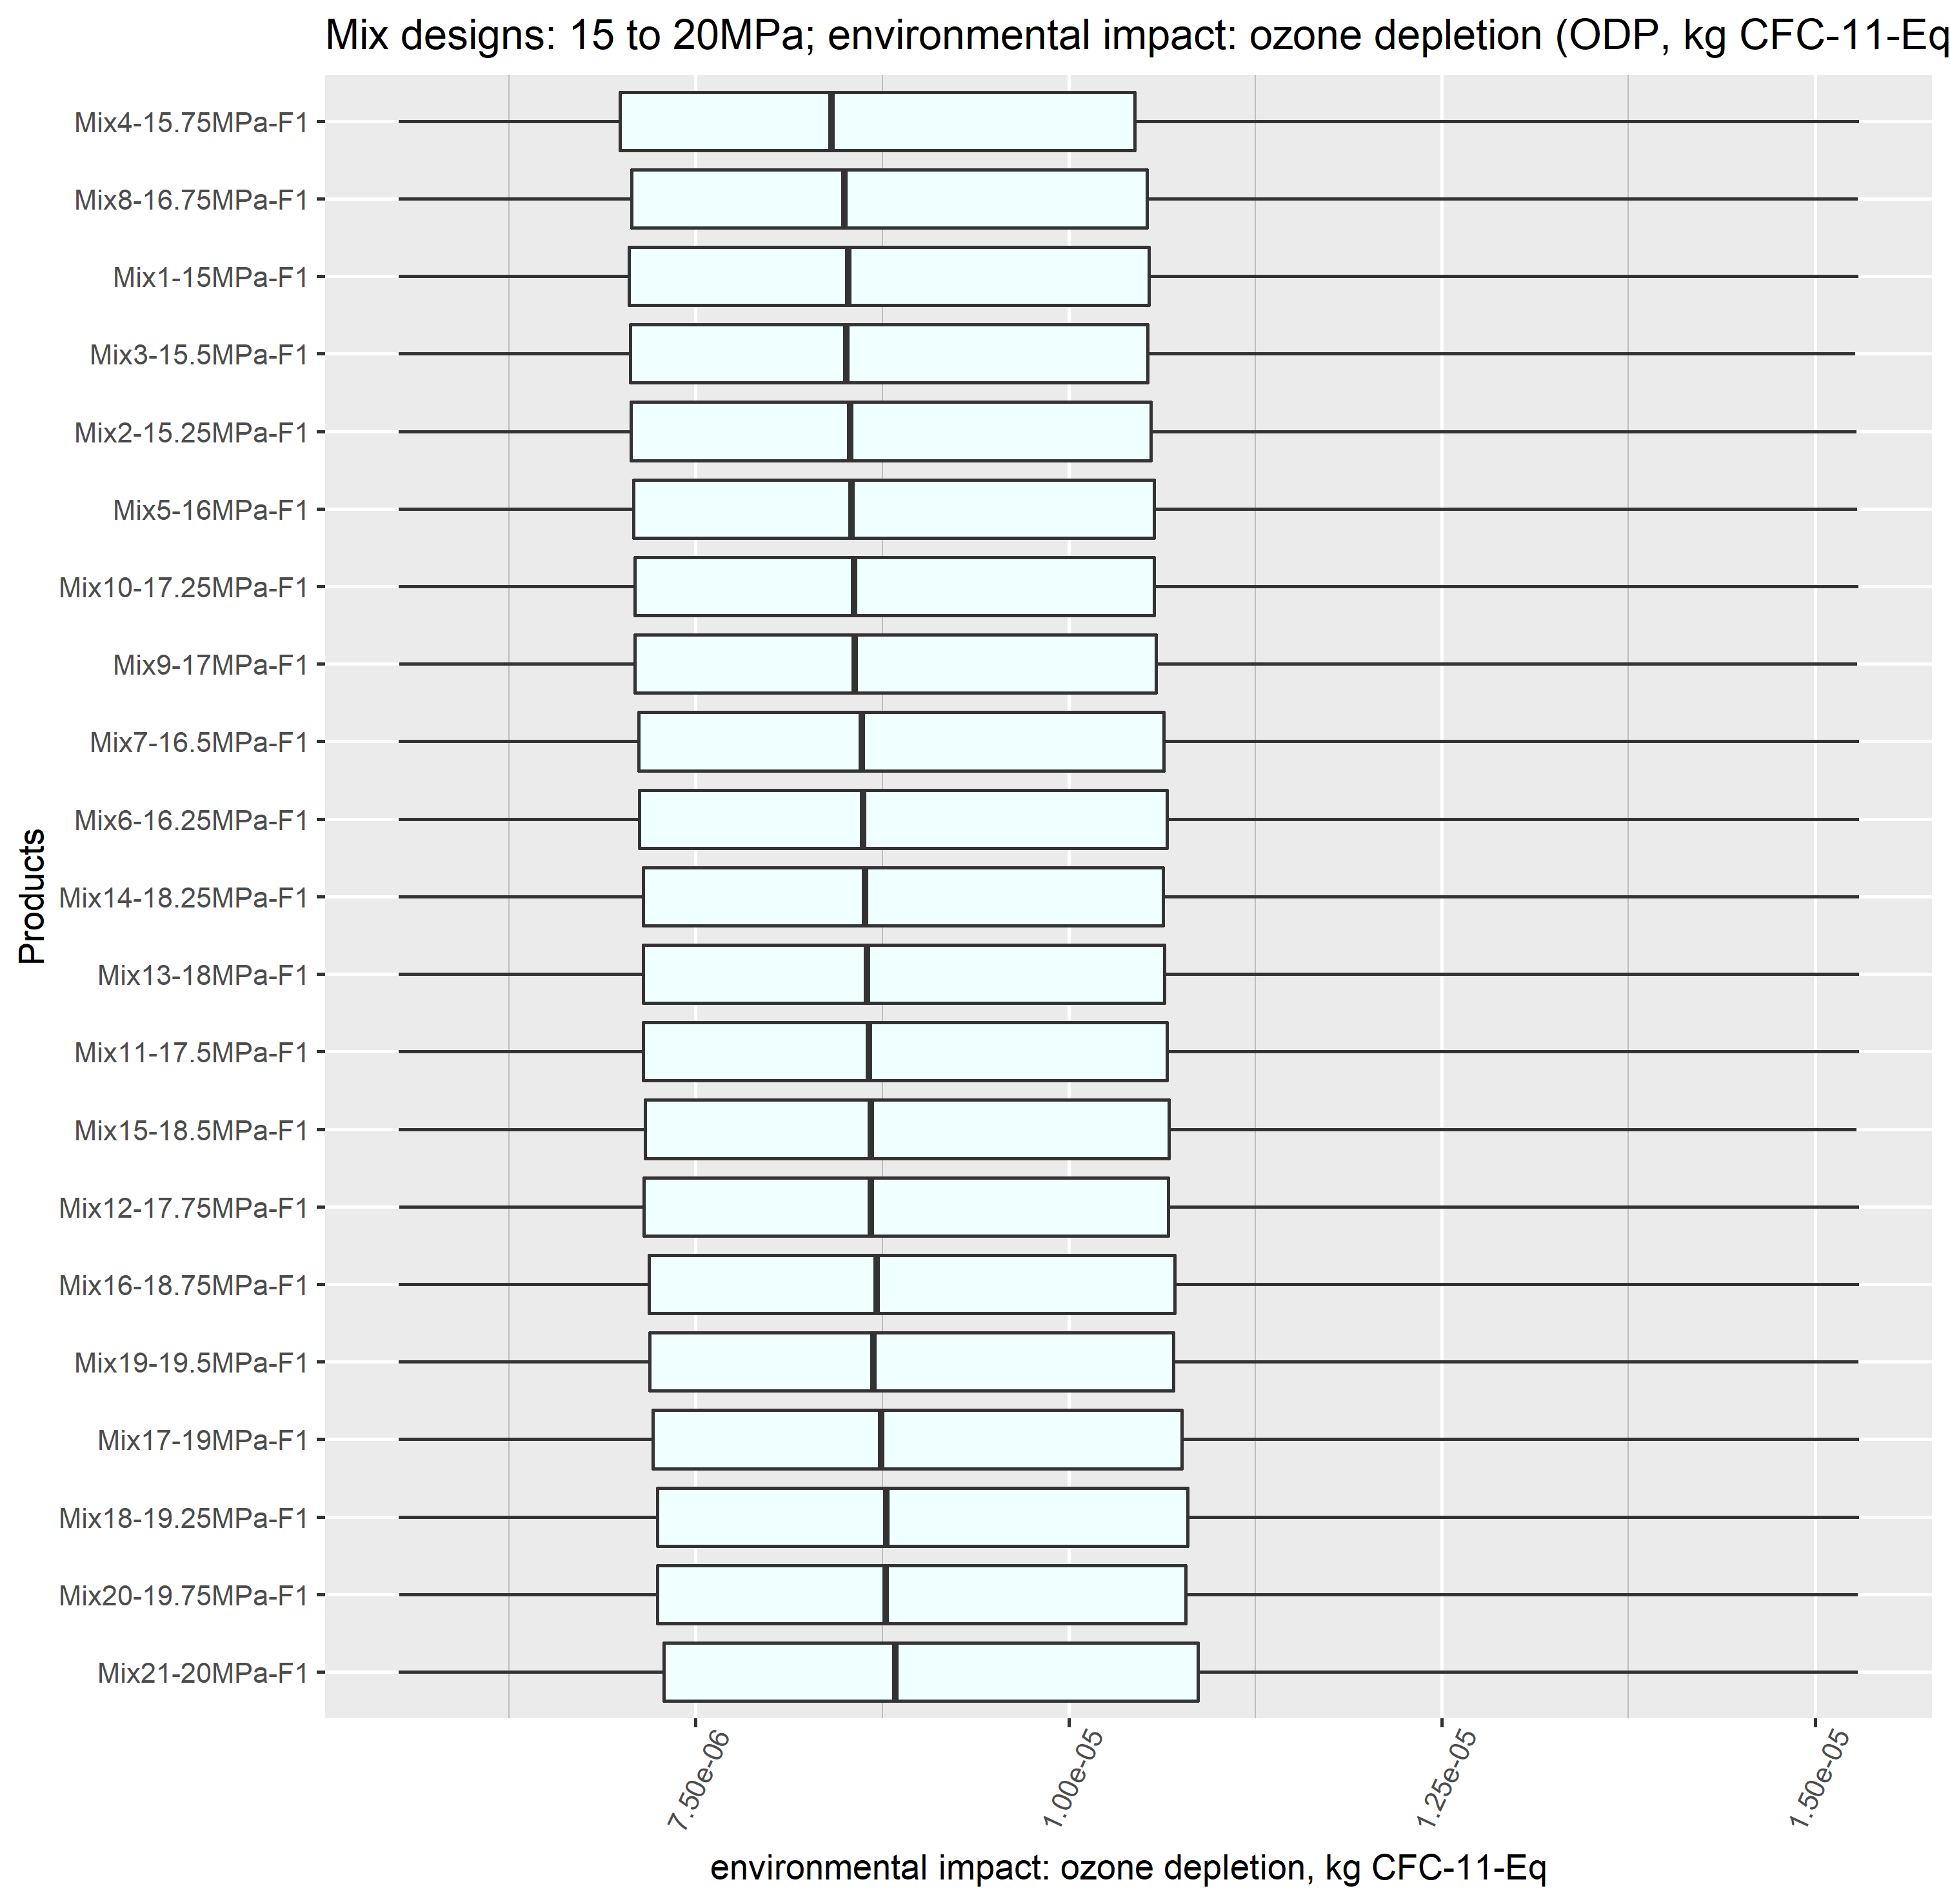 Mix designs: 15 to 20MPa; environmental impact: ozone depletion (ODP, kg CFC-11-Eq
Mix4-15.75MPa-F1
Mix8-16.75MPa-F1
Mix1-15MPa-F1
Mix3-15.5MPa-F1
Mix2-15.25MPa-F1
Mix5-16MPa-F1
Mix10-17.25MPa-F1
Mix9-17MPa-F1
Mix7-16.5MPa-F1
Mix6-16.25MPa-F1
Mix14-18.25MPa-F1
Mix13-18MPa-F1
Mix11-17.5MPa-F1
Mix15-18.5MPa-F1
Mix12-17.75MPa-F1
Mix16-18.75MPa-F1
Mix19-19.5MPa-F1
Mix17-19MPa-F1
Mix18-19.25MPa-F1
Mix20-19.75MPa-F1
Mix21-20MPa-F1
Products
7.50e-06
1.00e-05
1.25e-05
1.50e-05
environmental impact: ozone depletion, kg CFC-11-Eq